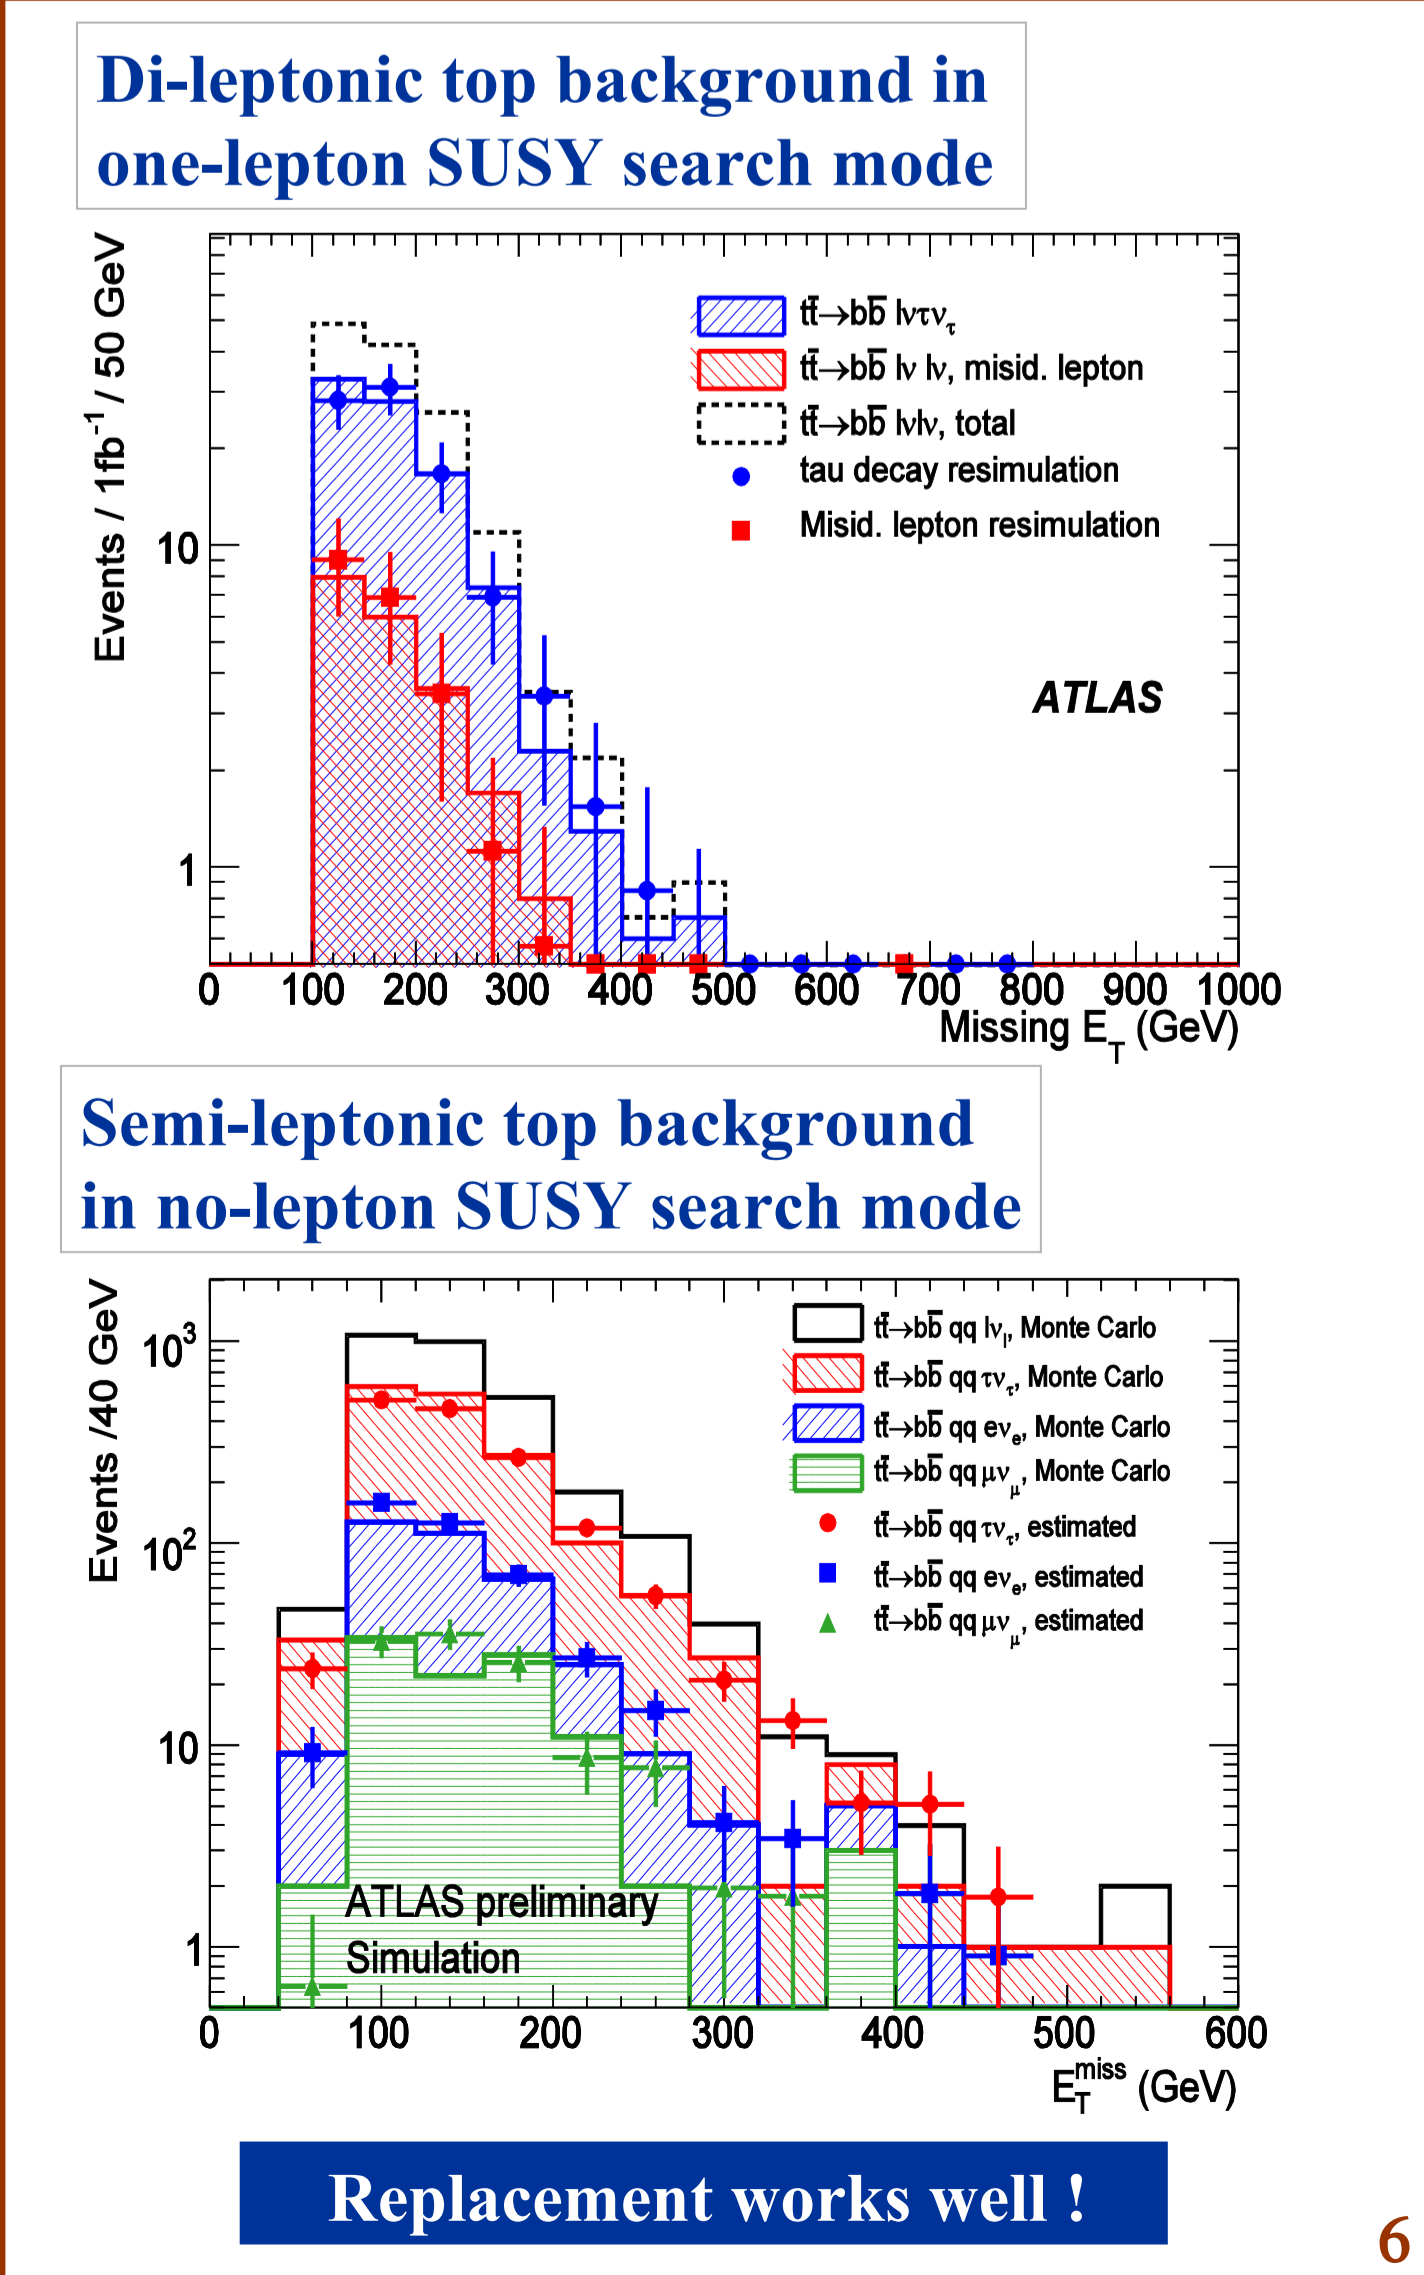 Di-leptonic top background in
one-lepton SUSY search mode
Events / 1fb⁻¹ / 50 GeV
tt̄→bb̄ lντν_τ
tt̄→bb̄ lν lν, misid. lepton
tt̄→bb̄ lνlν, total
tau decay resimulation
Misid. lepton resimulation
10
ATLAS
1
0 100 200 300 400 500 600 700 800 900 1000
Missing E_T (GeV)
Semi-leptonic top background
in no-lepton SUSY search mode
Events /40 GeV
tt̄→bb̄ qq lν_l, Monte Carlo
tt̄→bb̄ qq τν_τ, Monte Carlo
tt̄→bb̄ qq eν_e, Monte Carlo
tt̄→bb̄ qq μν_μ, Monte Carlo
tt̄→bb̄ qq τν_τ, estimated
tt̄→bb̄ qq eν_e, estimated
tt̄→bb̄ qq μν_μ, estimated
10³
10²
10
1
ATLAS preliminary
Simulation
0 100 200 300 400 500 600
E_T^miss (GeV)
Replacement works well !
6